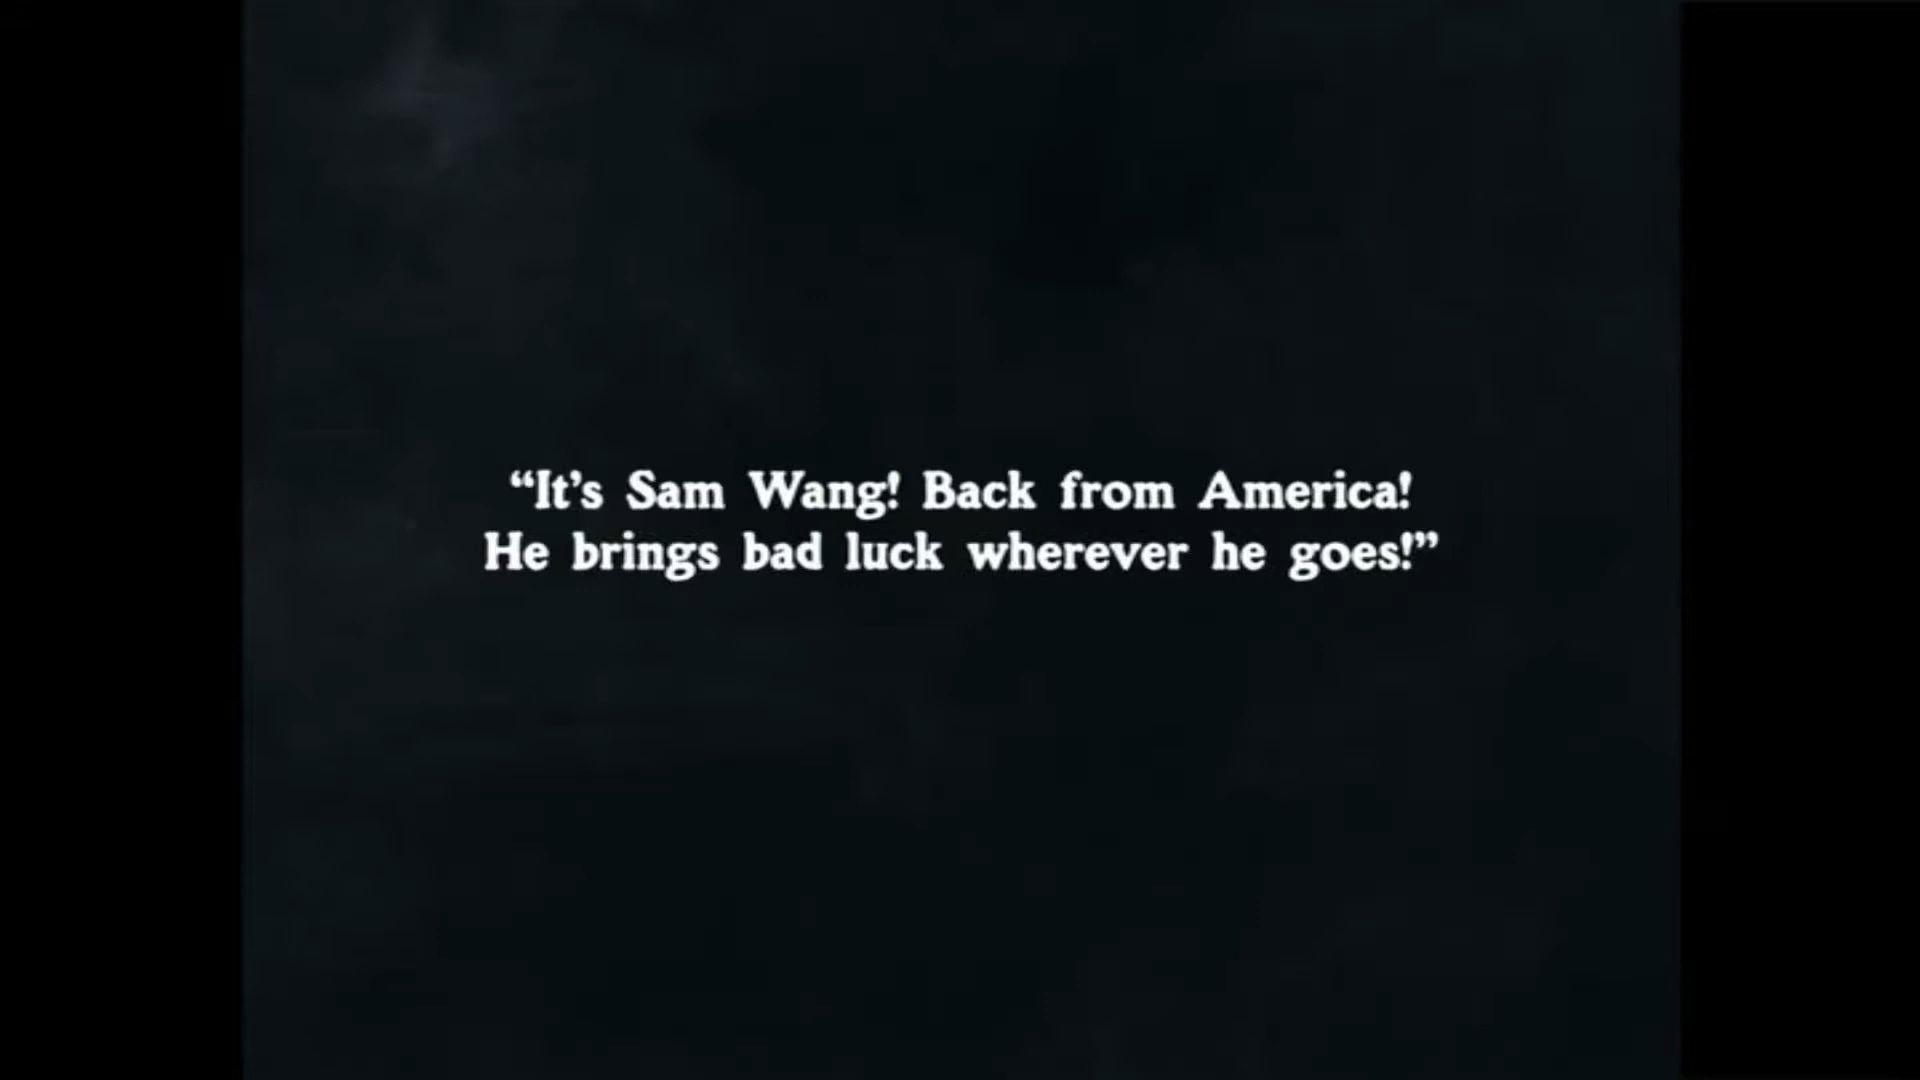 “It’s Sam Wang! Back from America!
He brings bad luck wherever he goes!”